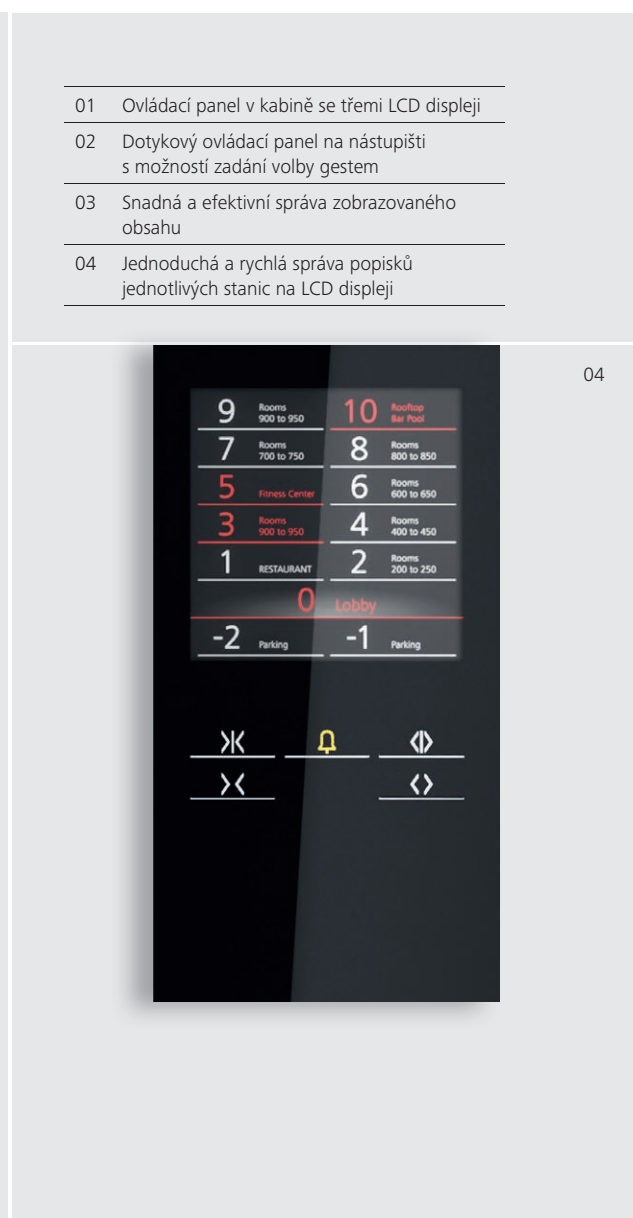 01 Ovládací panel v kabině se třemi LCD displeji
02 Dotykový ovládací panel na nástupišti
s možností zadání volby gestem
03 Snadná a efektivní správa zobrazovaného
obsahu
04 Jednoduchá a rychlá správa popisků
jednotlivých stanic na LCD displeji
04
9 Rooms
900 to 950
10 Rooftop
Bar Pool
7 Rooms
700 to 750
8 Rooms
800 to 850
5 Fitness Center
6 Rooms
600 to 650
3 Rooms
900 to 950
4 Rooms
400 to 450
1 RESTAURANT
2 Rooms
200 to 250
0 Lobby
-2 Parking
-1 Parking